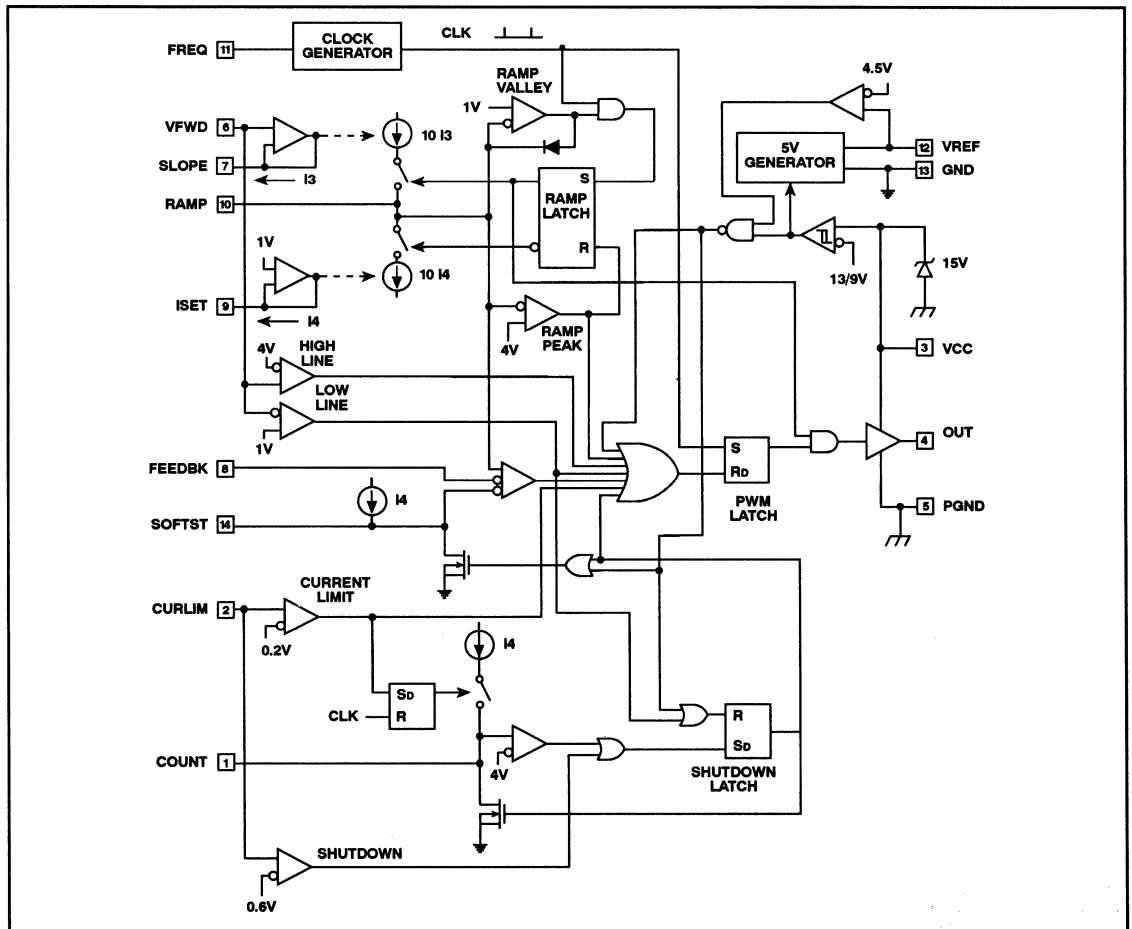 FREQ 11
CLOCK
GENERATOR
CLK
RAMP
VALLEY
1V
4.5V
VFWD 6
10 I3
SLOPE 7
I3
5V
GENERATOR
12 VREF
13 GND
RAMP 10
S
RAMP
LATCH
R
1V
10 I4
13/9V
15V
ISET 9
I4
4V
RAMP
PEAK
4V
HIGH
LINE
LOW
LINE
1V
3 VCC
4 OUT
S
RD
PWM
LATCH
FEEDBK 8
I4
SOFTST 14
5 PGND
CURRENT
LIMIT
CURLIM 2
0.2V
I4
SD
R
CLK
R
SD
SHUTDOWN
LATCH
COUNT 1
4V
SHUTDOWN
0.6V